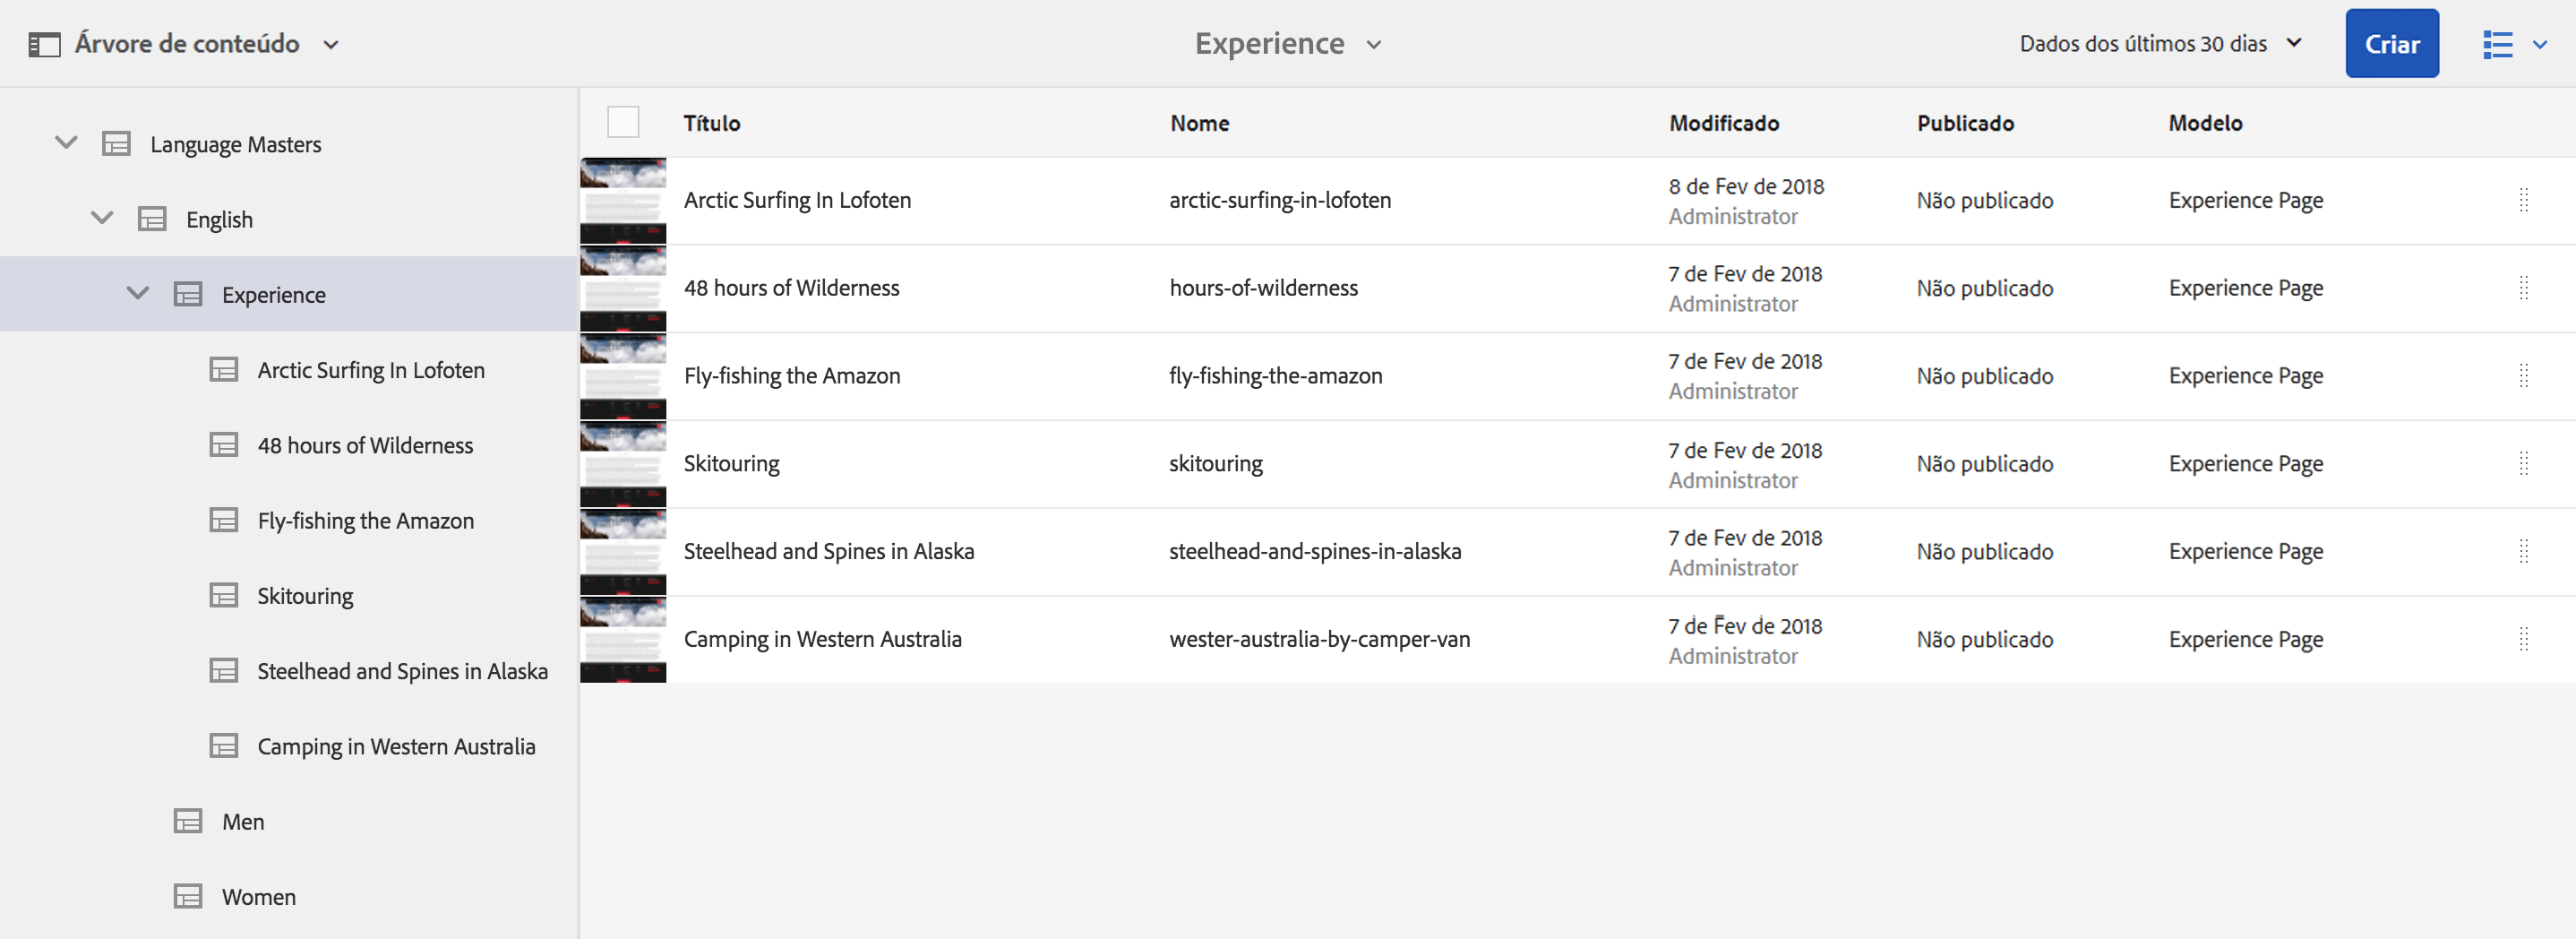 Árvore de conteúdo
Experience
Dados dos últimos 30 dias
Criar
Language Masters
English
Experience
Arctic Surfing In Lofoten
48 hours of Wilderness
Fly-fishing the Amazon
Skitouring
Steelhead and Spines in Alaska
Camping in Western Australia
Men
Women
Título Nome Modificado Publicado Modelo
Arctic Surfing In Lofoten arctic-surfing-in-lofoten 8 de Fev de 2018 Não publicado Experience Page
Administrator
48 hours of Wilderness hours-of-wilderness 7 de Fev de 2018 Não publicado Experience Page
Administrator
Fly-fishing the Amazon fly-fishing-the-amazon 7 de Fev de 2018 Não publicado Experience Page
Administrator
Skitouring skitouring 7 de Fev de 2018 Não publicado Experience Page
Administrator
Steelhead and Spines in Alaska steelhead-and-spines-in-alaska 7 de Fev de 2018 Não publicado Experience Page
Administrator
Camping in Western Australia wester-australia-by-camper-van 7 de Fev de 2018 Não publicado Experience Page
Administrator